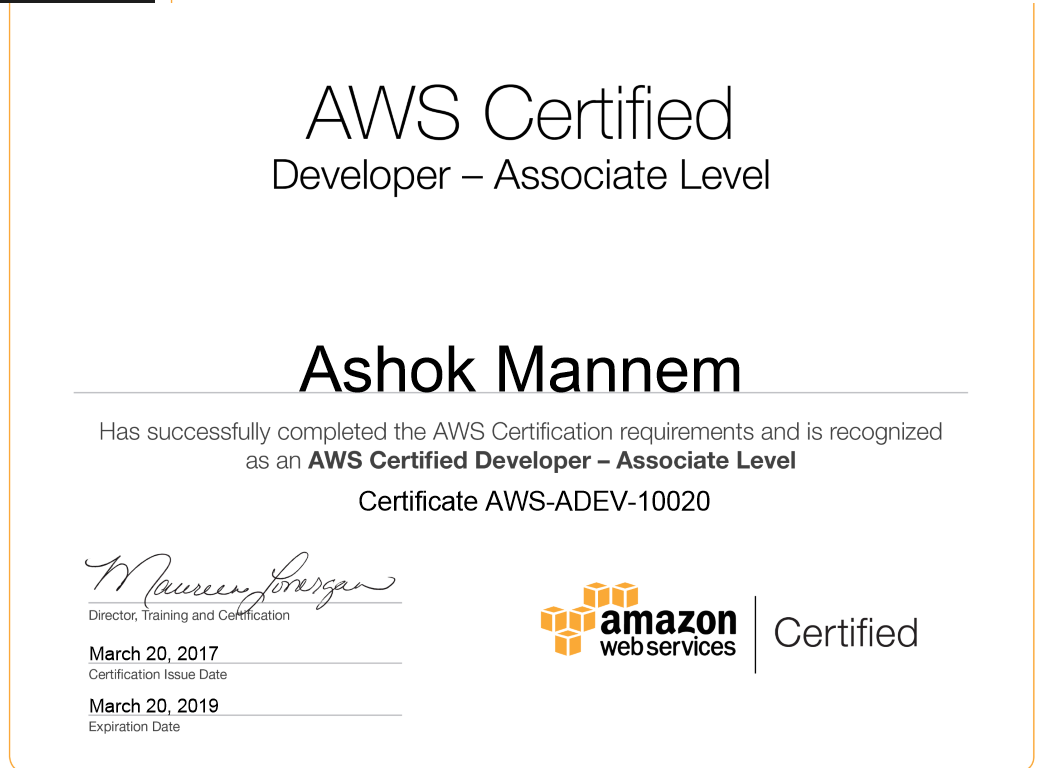 AWS Certified
Developer – Associate Level
Ashok Mannem
Has successfully completed the AWS Certification requirements and is recognized
as an AWS Certified Developer – Associate Level
Certificate AWS-ADEV-10020
Maureen Lonergan
Director, Training and Certification
March 20, 2017
Certification Issue Date
March 20, 2019
Expiration Date
amazon
web services
Certified